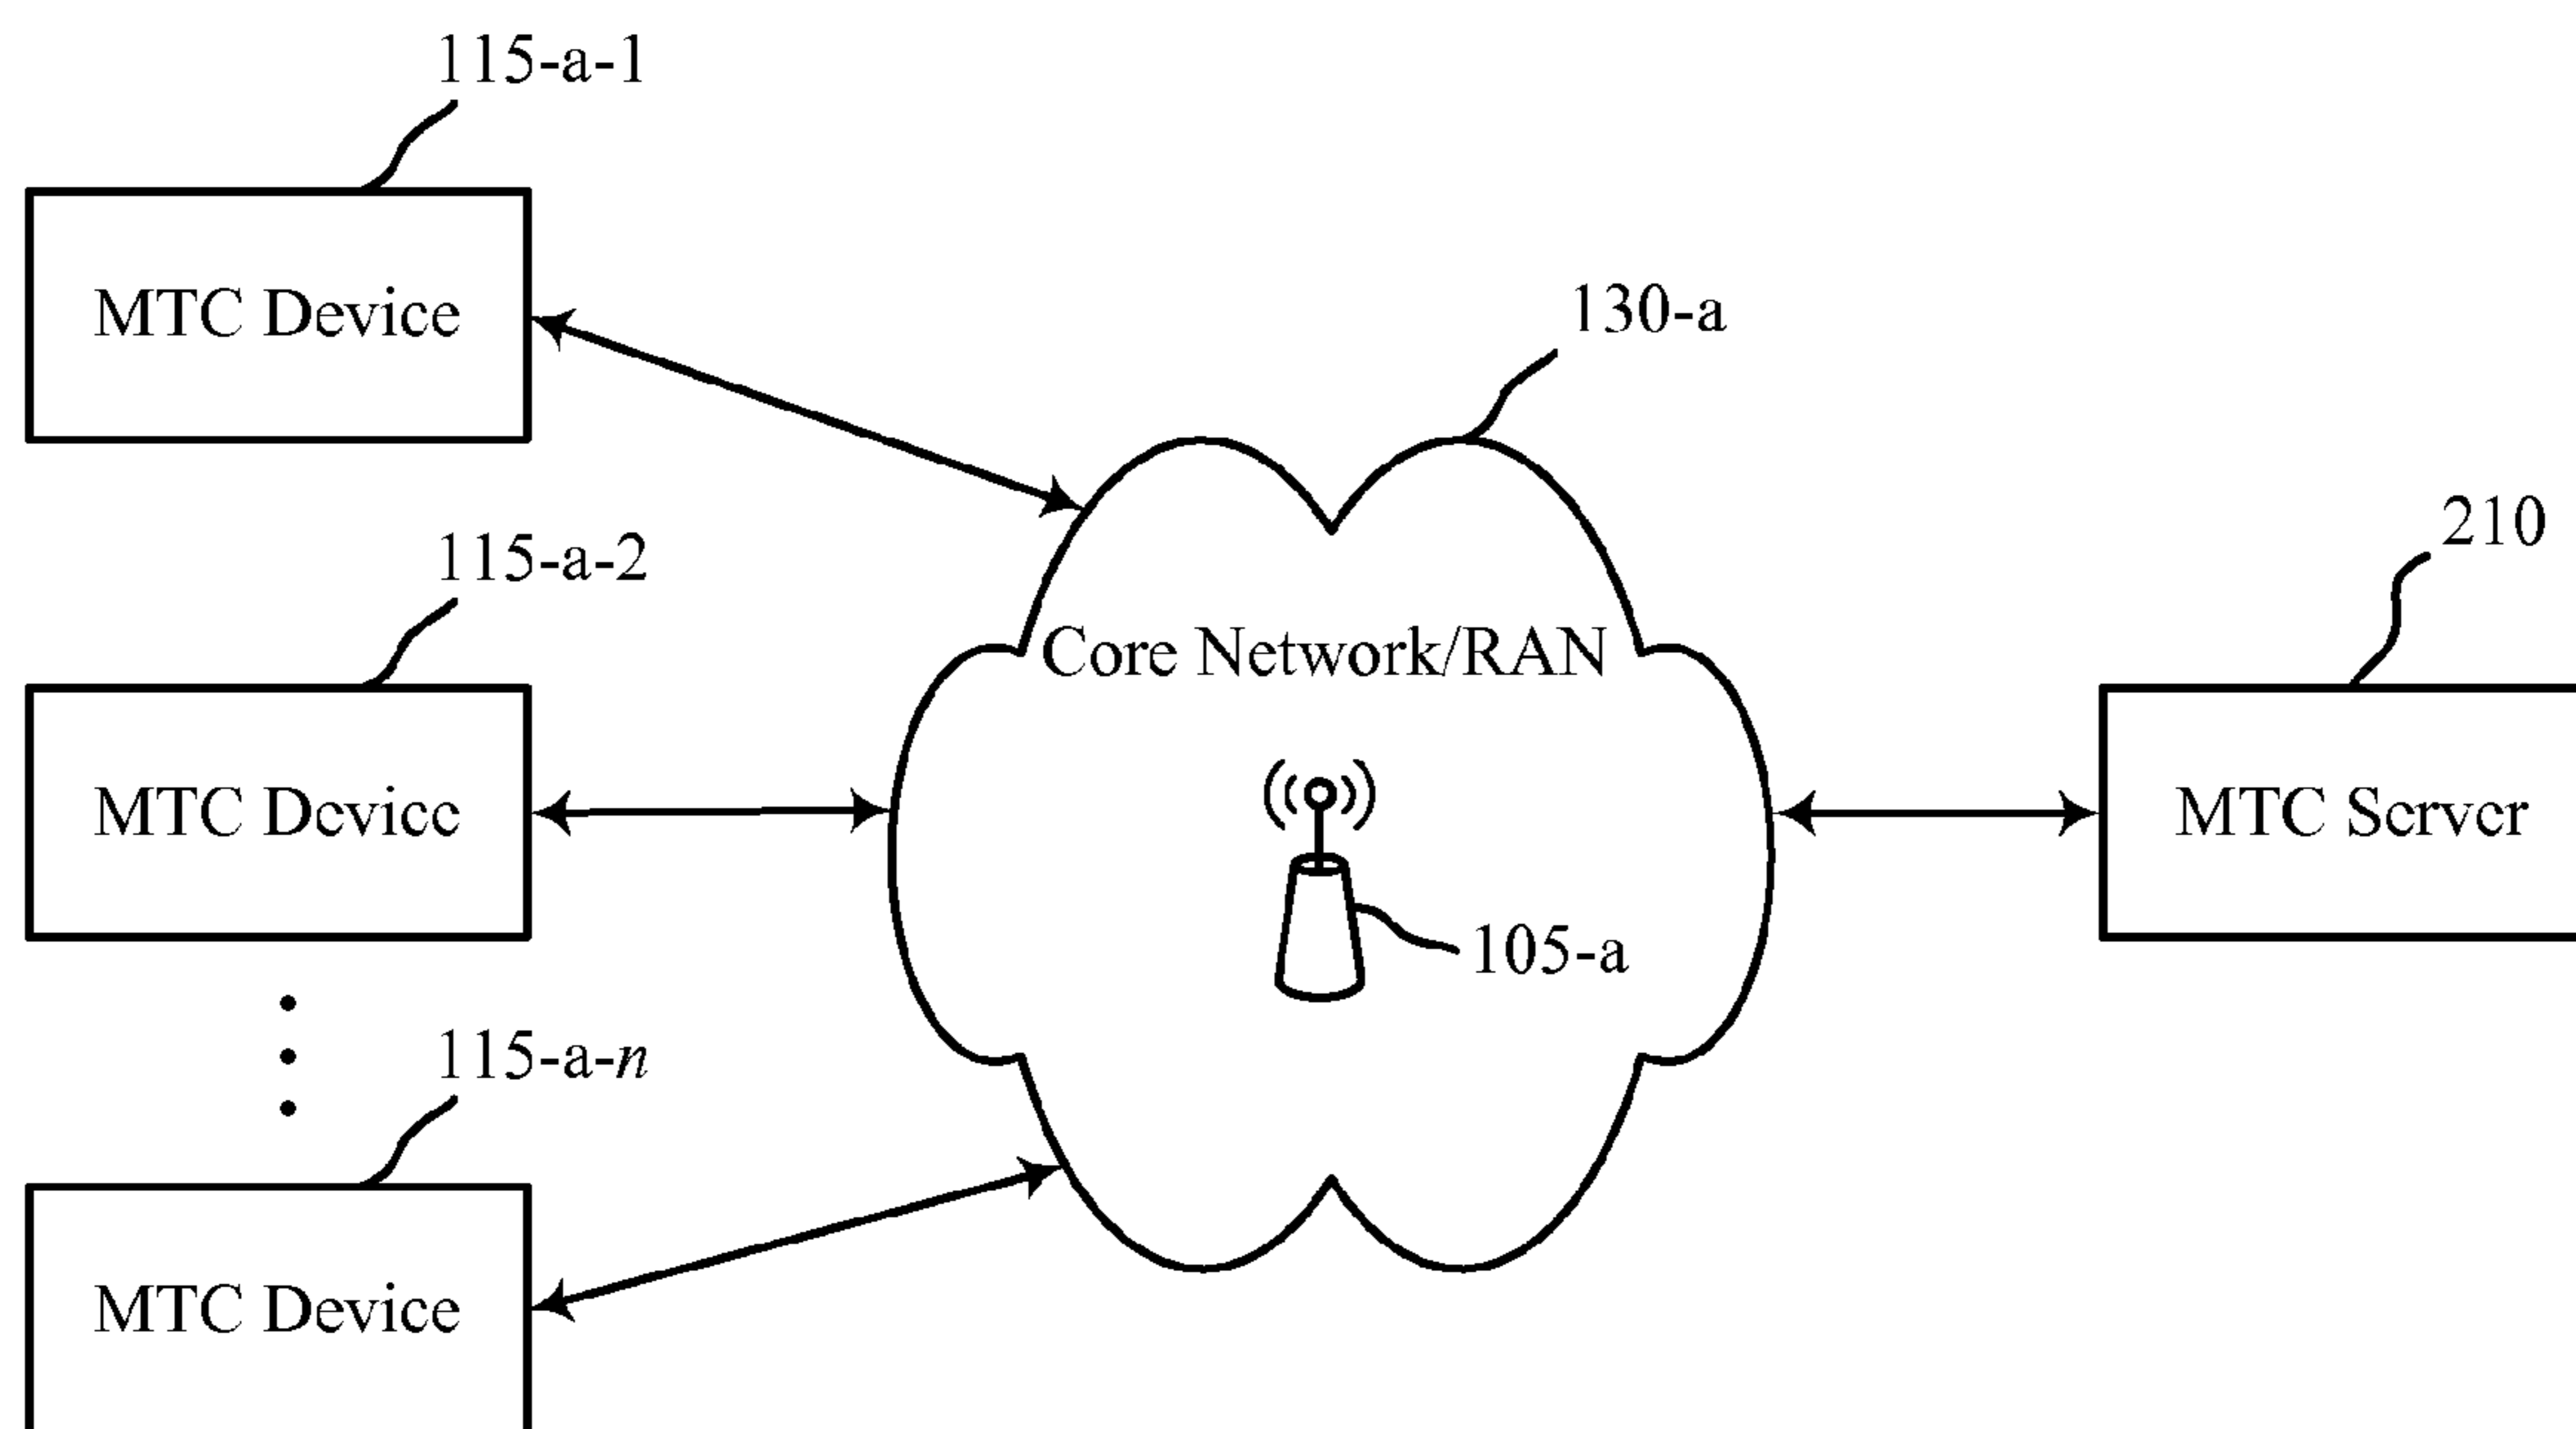 115-a-1
MTC Device
130-a
115-a-2
210
Core Network/RAN
MTC Device
MTC Server
105-a
115-a-n
MTC Device